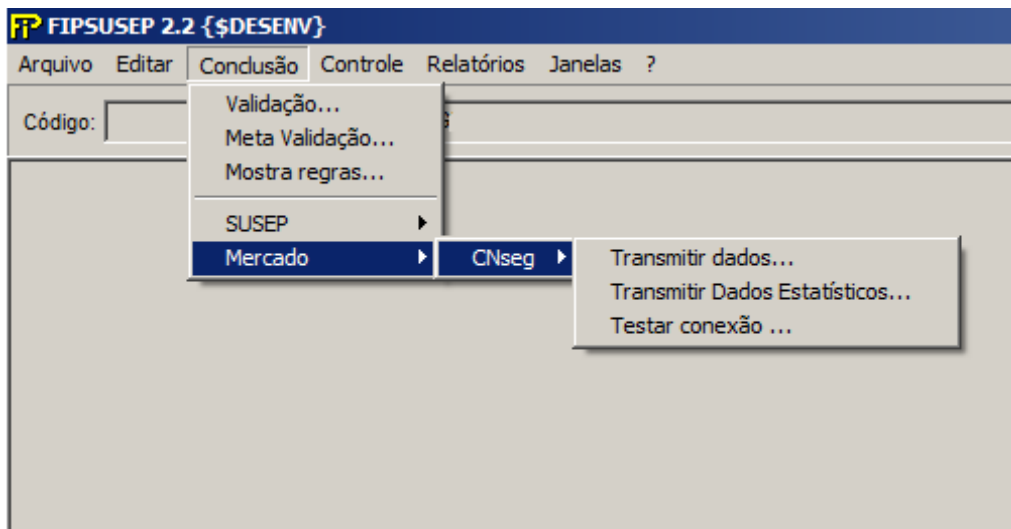 FIPSUSEP 2.2 {$DESENV}
Arquivo Editar Conclusão Controle Relatórios Janelas ?
Código:
Validação...
Meta Validação...
Mostra regras...
SUSEP
Mercado
CNseg
Transmitir dados...
Transmitir Dados Estatísticos...
Testar conexão ...